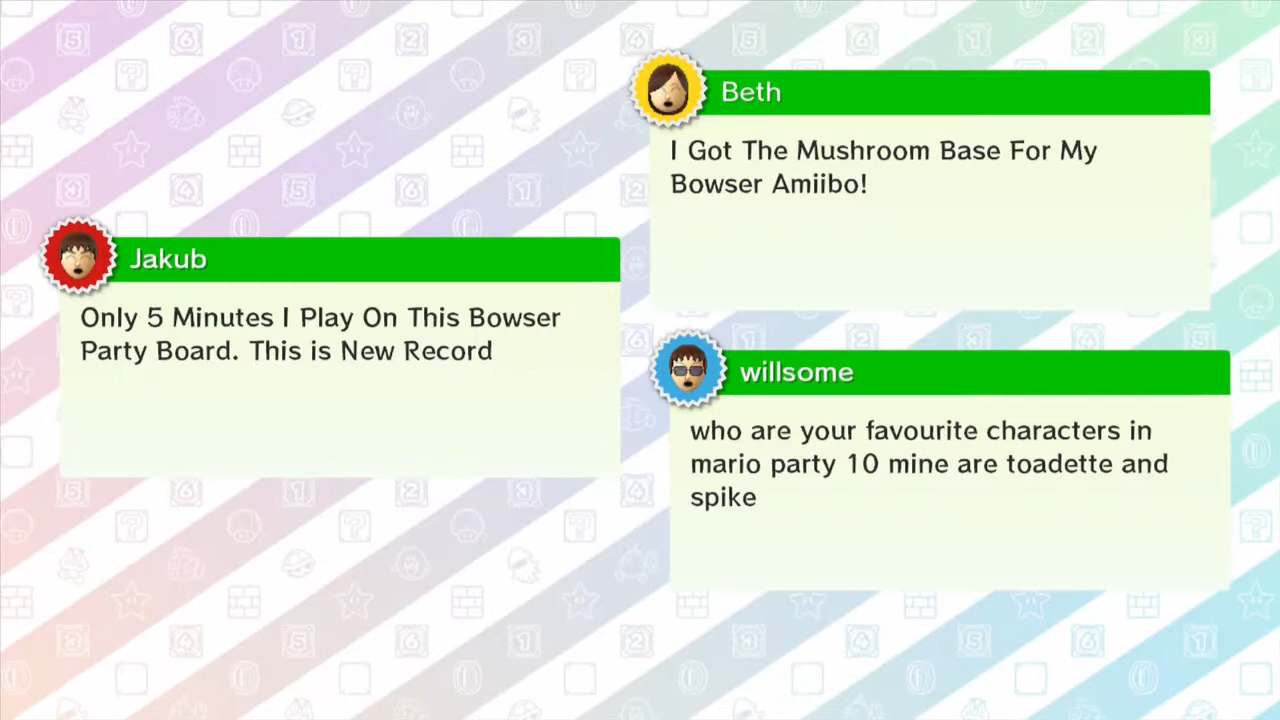 Beth
I Got The Mushroom Base For My
Bowser Amiibo!
Jakub
Only 5 Minutes I Play On This Bowser
Party Board. This is New Record
willsome
who are your favourite characters in
mario party 10 mine are toadette and
spike